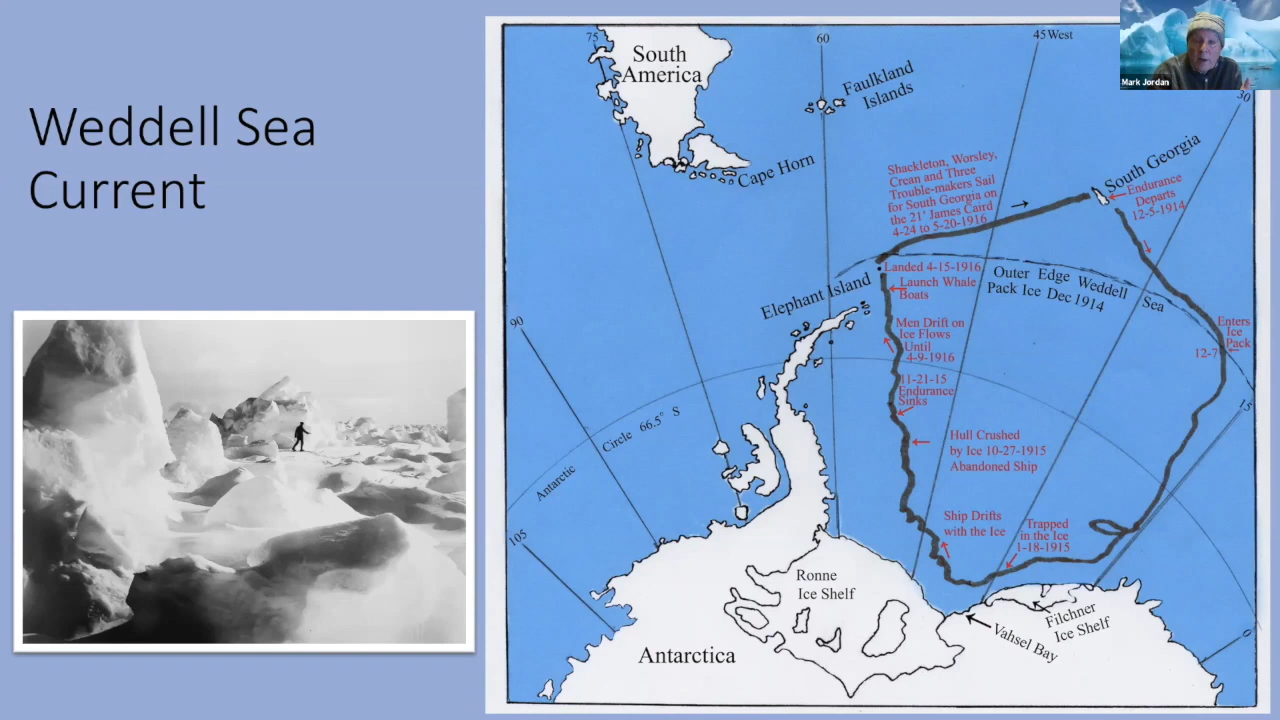 Weddell Sea
Current
75
60
45 West
30
South
America
Faulkland
Islands
Cape Horn
South Georgia
Shackleton, Worsley,
Crean and Three
Trouble-makers Sail
for South Georgia on
the 21' James Caird
4-24 to 5-20-1916
Endurance
Departs
12-5-1914
Landed 4-15-1916
Launch Whale
Boats
Outer Edge Weddell Sea
Pack Ice Dec 1914
Elephant Island
Men Drift on
Ice Flows
Until
4-9-1916
Enters
Ice
Pack
12-7
90
11-21-15
Endurance
Sinks
15
Antarctic Circle 66.5° S
Hull Crushed
by Ice 10-27-1915
Abandoned Ship
105
Ship Drifts
with the Ice
Trapped
in the Ice
1-18-1915
Ronne
Ice Shelf
Filchner
Ice Shelf
Vahsel Bay
0
Antarctica
Mark Jordan